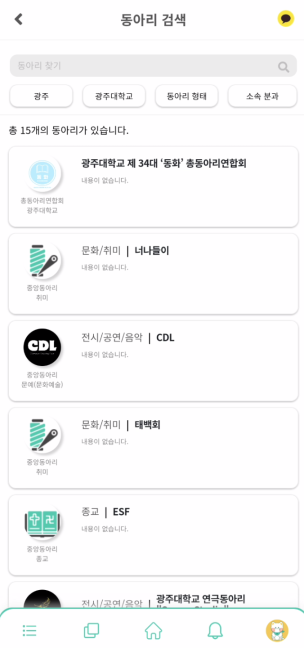 동아리 검색
동아리 찾기
광주
광주대학교
동아리 형태
소속 분과
총 15개의 동아리가 있습니다.
광주대학교 제 34대 '동화' 총동아리연합회
내용이 없습니다.
총동아리연합회
광주대학교
문화/취미 | 너나들이
내용이 없습니다.
중앙동아리
취미
CDL
전시/공연/음악 | CDL
내용이 없습니다.
중앙동아리
문예(문화예술)
문화/취미 | 태백회
내용이 없습니다.
중앙동아리
취미
종교 | ESF
내용이 없습니다.
중앙동아리
종교
전시/공연/음악 | 광주대학교 연극동아리